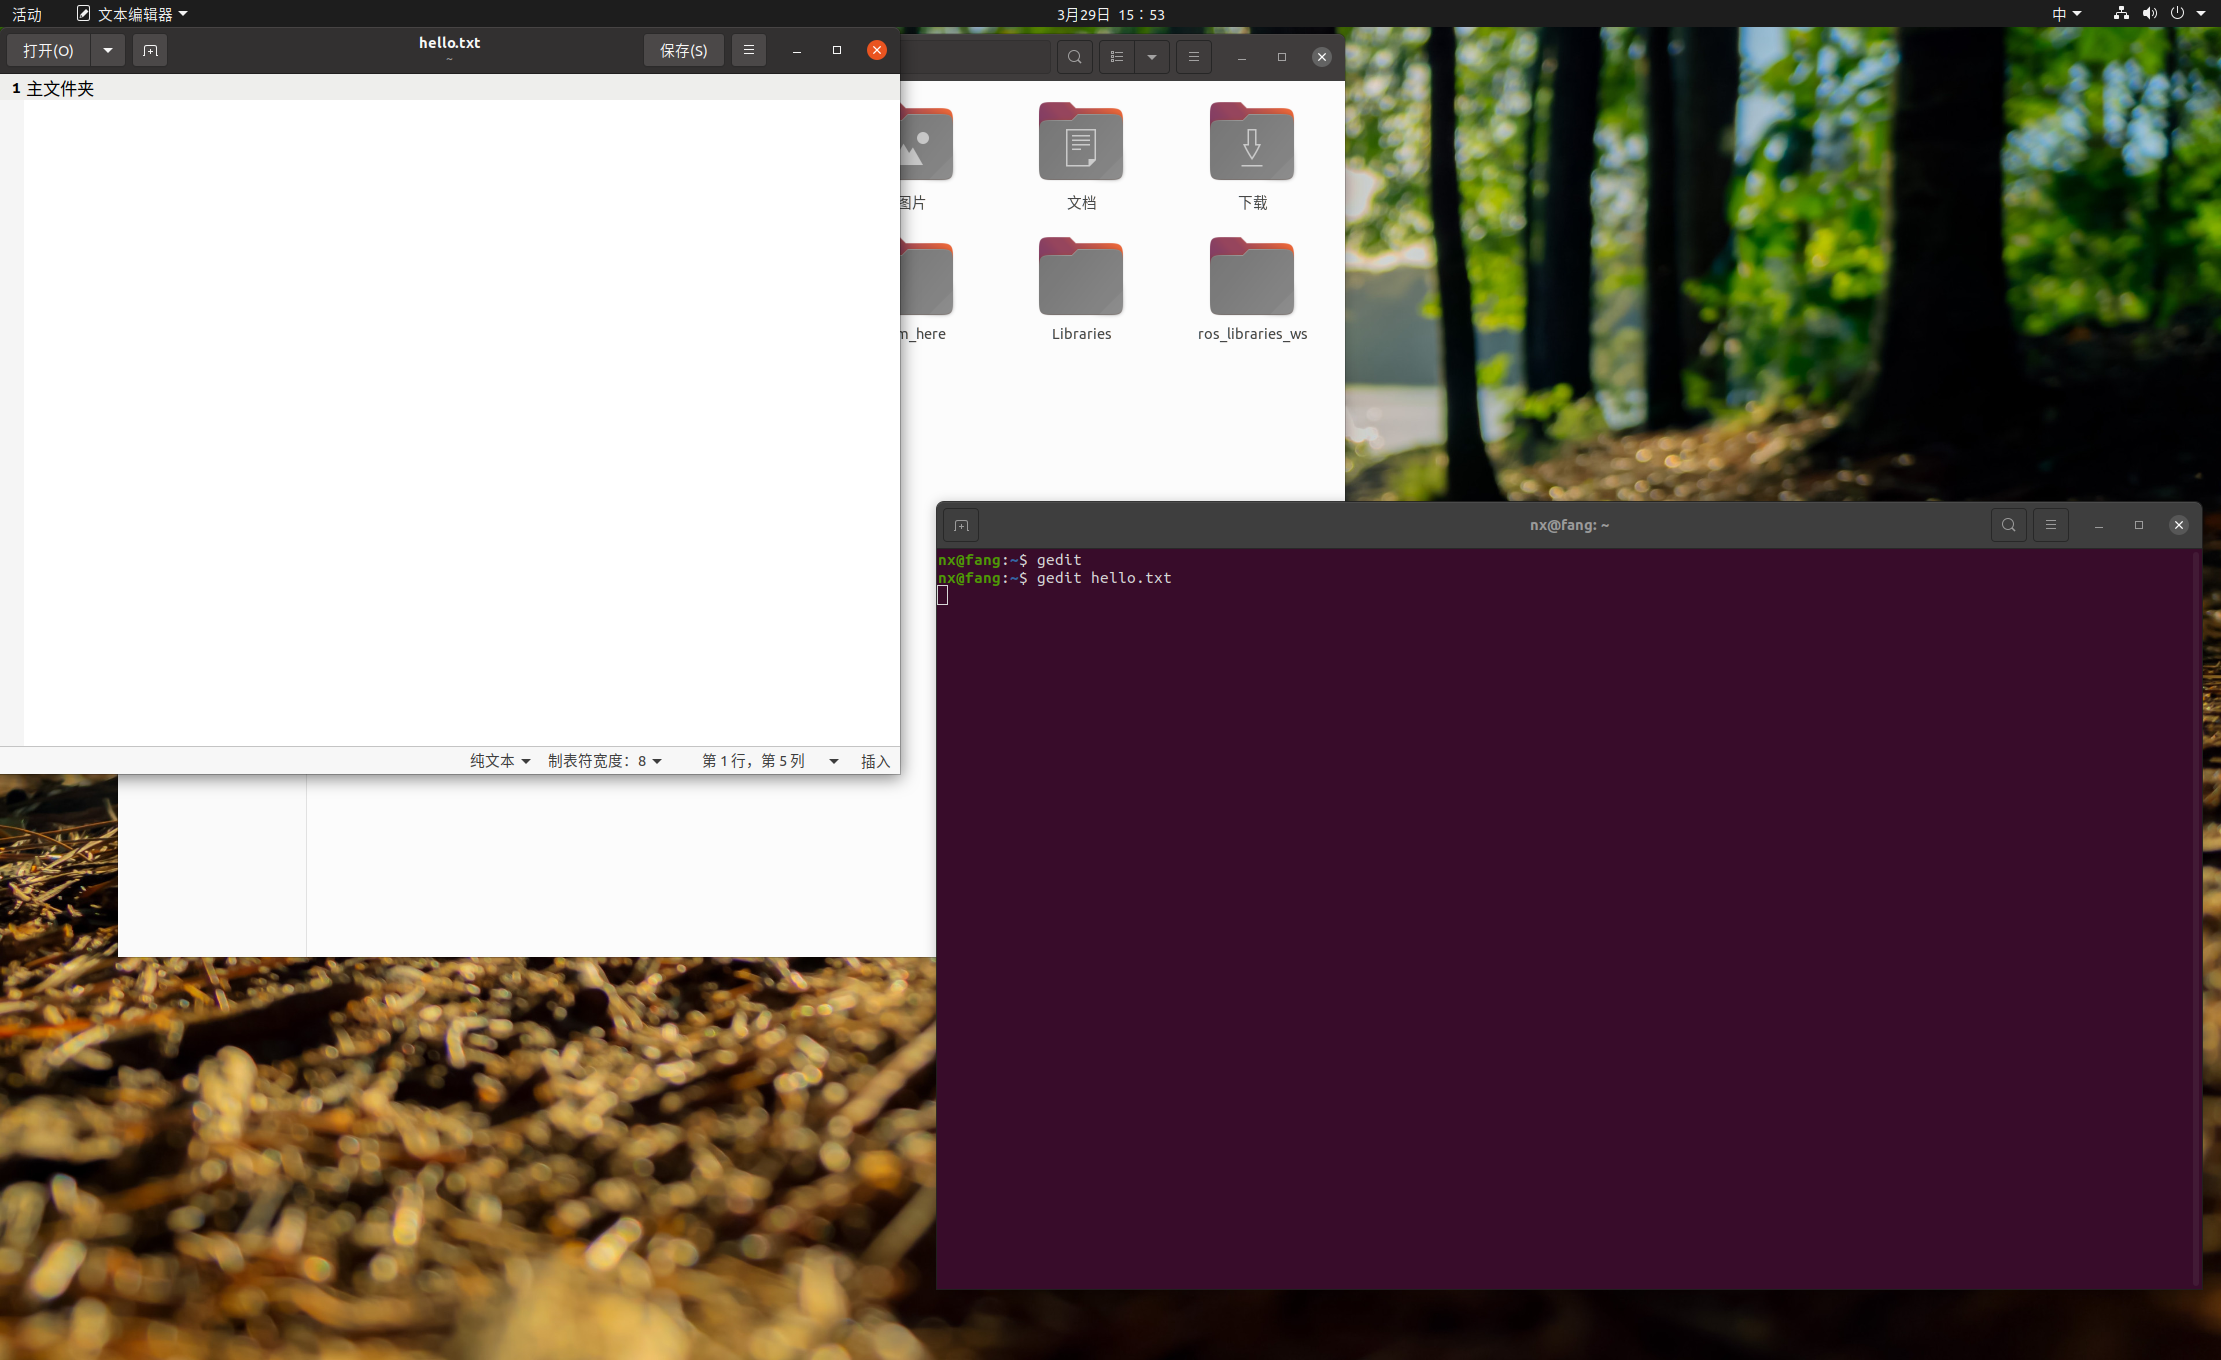 活动
文本编辑器
3月29日 15：53
中
打开(O)
hello.txt
~
保存(S)
1 主文件夹
纯文本
制表符宽度：8
第 1 行，第 5 列
插入
图片
文档
下载
m_here
Libraries
ros_libraries_ws
nx@fang: ~
nx@fang:~$ gedit
nx@fang:~$ gedit hello.txt